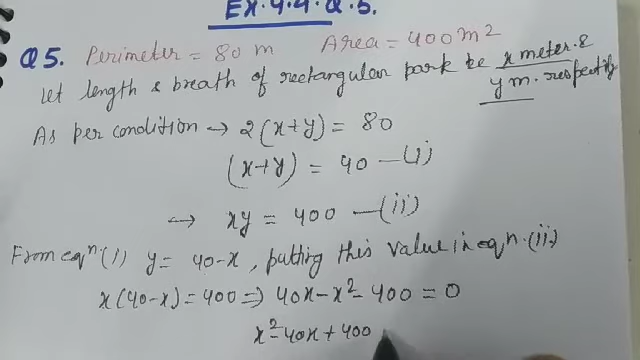 Ex. 4.4. Q. 5.
Q5. Perimeter = 80 m Area = 400 m2
let length & breath of rectangular park be x meter. &
y m. respectify
As per condition → 2(x+y) = 80
(x+y) = 40 —(i)
↔ xy = 400 —(ii)
From eqn.(i) y = 40-x, putting this value in eqn.(ii)
x(40-x) = 400 ⇒ 40x - x² - 400 = 0
x² - 40x + 400